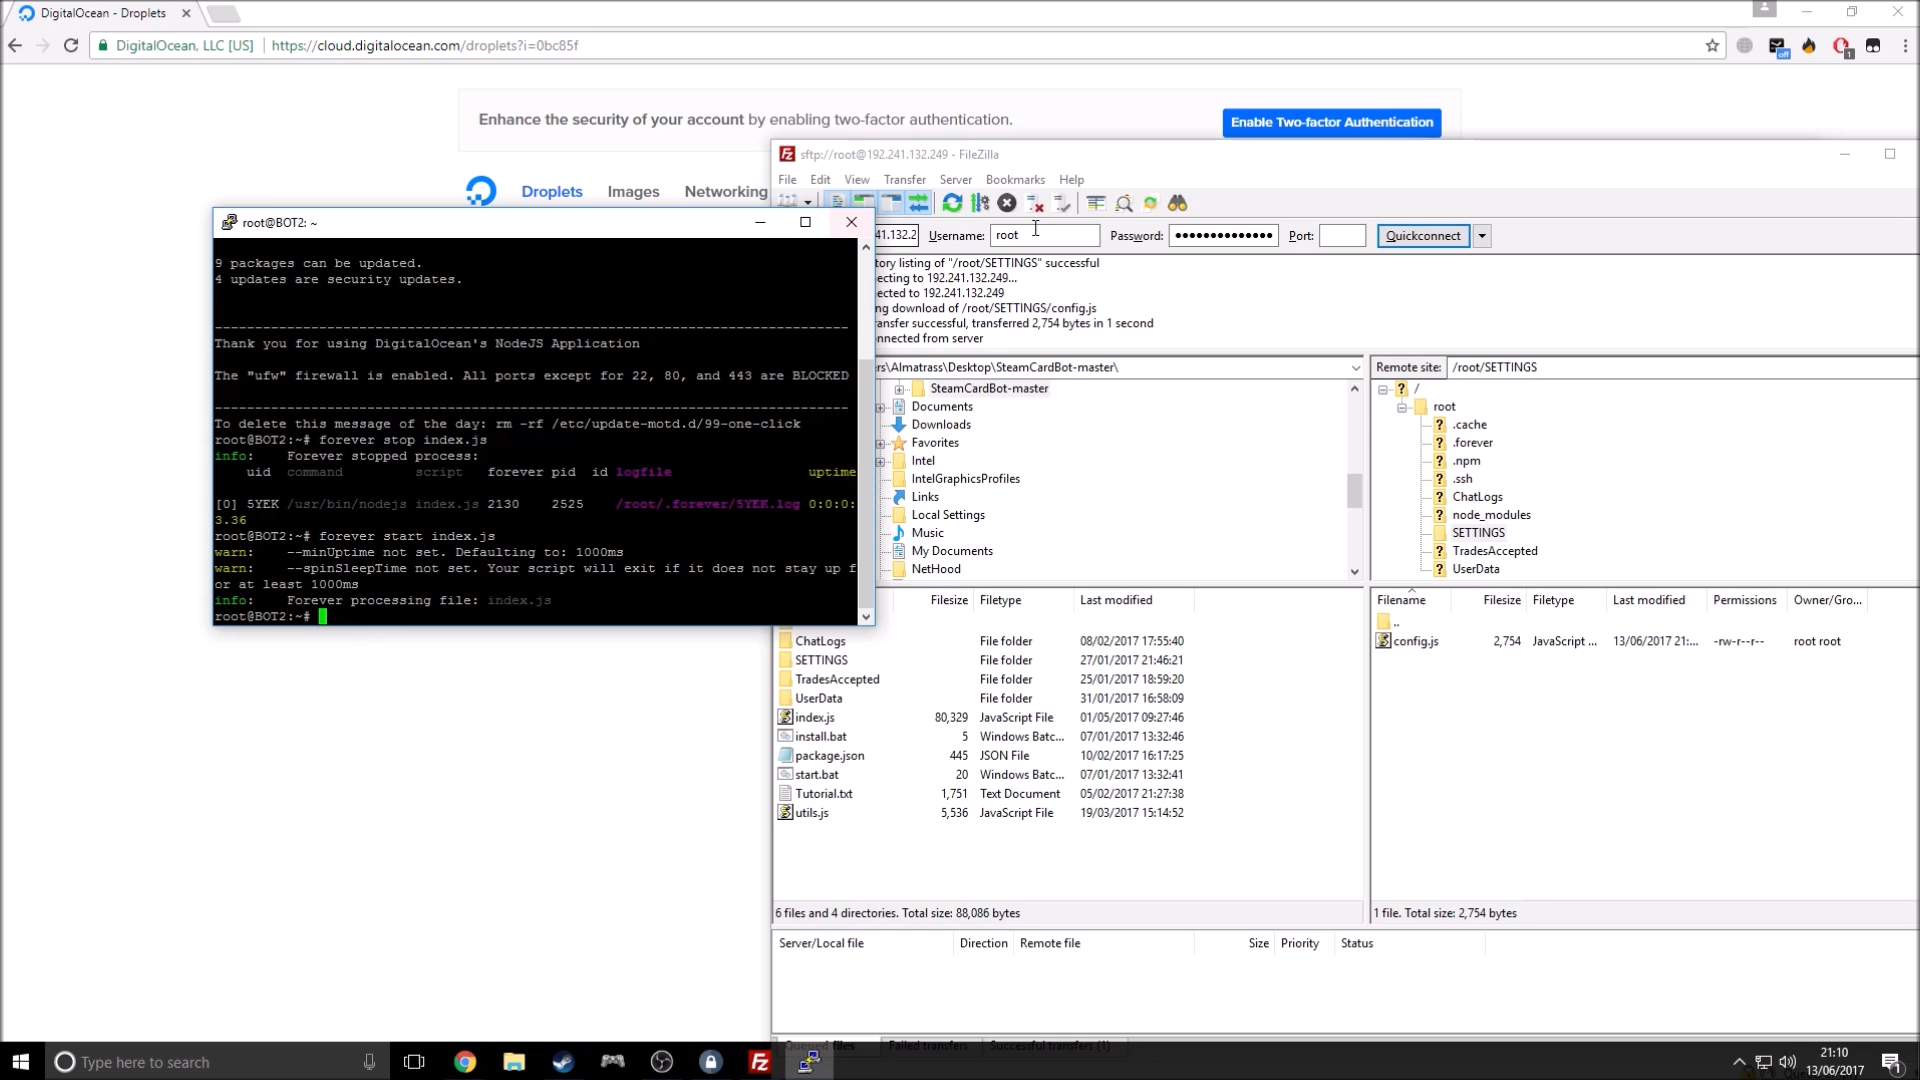 DigitalOcean - Droplets
DigitalOcean, LLC [US] | https://cloud.digitalocean.com/droplets?i=0bc85f
off
1
Enhance the security of your account by enabling two-factor authentication.
Enable Two-factor Authentication
Droplets Images Networking
sftp://root@192.241.132.249 - FileZilla
File Edit View Transfer Server Bookmarks Help
41.132.2 Username: root Password: Port: Quickconnect
tory listing of "/root/SETTINGS" successful
ecting to 192.241.132.249...
ected to 192.241.132.249
ng download of /root/SETTINGS/config.js
ansfer successful, transferred 2,754 bytes in 1 second
onnected from server
root@BOT2: ~
9 packages can be updated.
4 updates are security updates.
--------------------------------------------------------------------------------
Thank you for using DigitalOcean's NodeJS Application
The "ufw" firewall is enabled. All ports except for 22, 80, and 443 are BLOCKED
--------------------------------------------------------------------------------
To delete this message of the day: rm -rf /etc/update-motd.d/99-one-click
root@BOT2:~# forever stop index.js
info: Forever stopped process:
uid command script forever pid id logfile uptime
[0] 5YEK /usr/bin/nodejs index.js 2130 2525 /root/.forever/5YEK.log 0:0:0:
3.36
root@BOT2:~# forever start index.js
warn: --minUptime not set. Defaulting to: 1000ms
warn: --spinSleepTime not set. Your script will exit if it does not stay up f
or at least 1000ms
info: Forever processing file: index.js
root@BOT2:~#
ers\Almatrass\Desktop\SteamCardBot-master\
SteamCardBot-master
Documents
Downloads
Favorites
Intel
IntelGraphicsProfiles
Links
Local Settings
Music
My Documents
NetHood
Remote site: /root/SETTINGS
/
root
.cache
.forever
.npm
.ssh
ChatLogs
node_modules
SETTINGS
TradesAccepted
UserData
Filesize Filetype Last modified
ChatLogs File folder 08/02/2017 17:55:40
SETTINGS File folder 27/01/2017 21:46:21
TradesAccepted File folder 25/01/2017 18:59:20
UserData File folder 31/01/2017 16:58:09
index.js 80,329 JavaScript File 01/05/2017 09:27:46
install.bat 5 Windows Batc... 07/01/2017 13:32:46
package.json 445 JSON File 10/02/2017 16:17:25
start.bat 20 Windows Batc... 07/01/2017 13:32:41
Tutorial.txt 1,751 Text Document 05/02/2017 21:27:38
utils.js 5,536 JavaScript File 19/03/2017 15:14:52
6 files and 4 directories. Total size: 88,086 bytes
Filename Filesize Filetype Last modified Permissions Owner/Gro...
..
config.js 2,754 JavaScript ... 13/06/2017 21:... -rw-r--r-- root root
1 file. Total size: 2,754 bytes
Server/Local file Direction Remote file Size Priority Status
Queued files Failed transfers Successful transfers (1)
Type here to search
21:10
13/06/2017
1